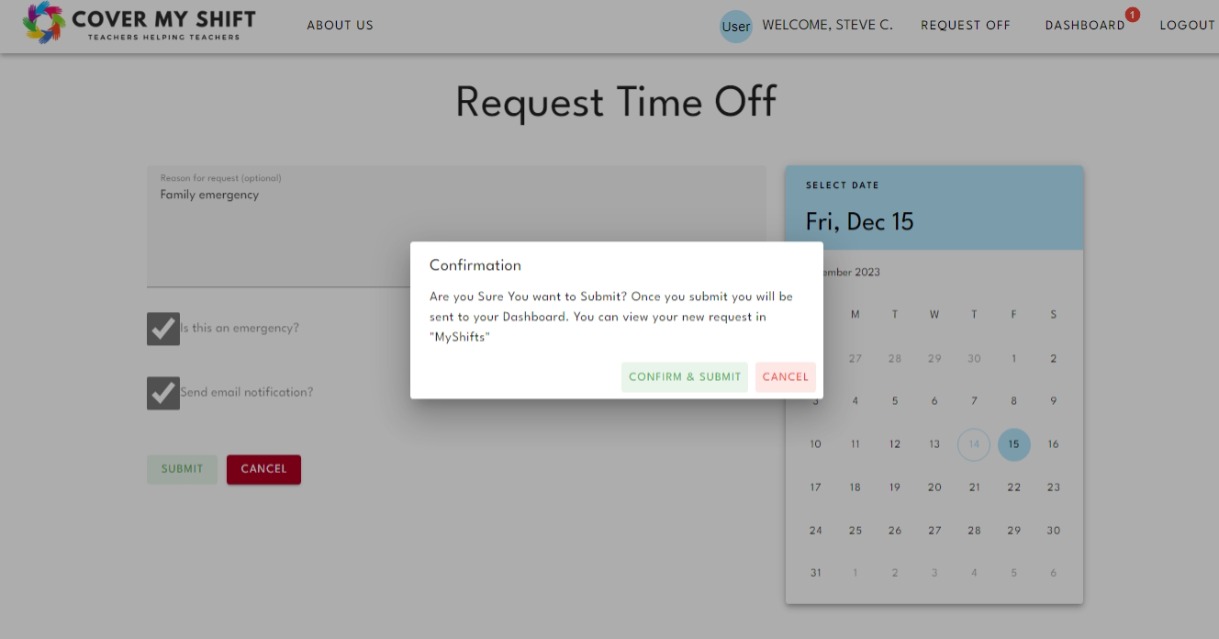 COVER MY SHIFT
TEACHERS HELPING TEACHERS
ABOUT US
User
WELCOME, STEVE C.
REQUEST OFF
DASHBOARD
1
LOGOUT
Request Time Off
Reason for request (optional)
Family emergency
Is this an emergency?
Send email notification?
SUBMIT
CANCEL
Confirmation
Are you Sure You want to Submit? Once you submit you will be
sent to your Dashboard. You can view your new request in
"MyShifts"
CONFIRM & SUBMIT
CANCEL
SELECT DATE
Fri, Dec 15
2023
M T W T F S
27 28 29 30 1 2
3 4 5 6 7 8 9
10 11 12 13 14 15 16
17 18 19 20 21 22 23
24 25 26 27 28 29 30
31 1 2 3 4 5 6